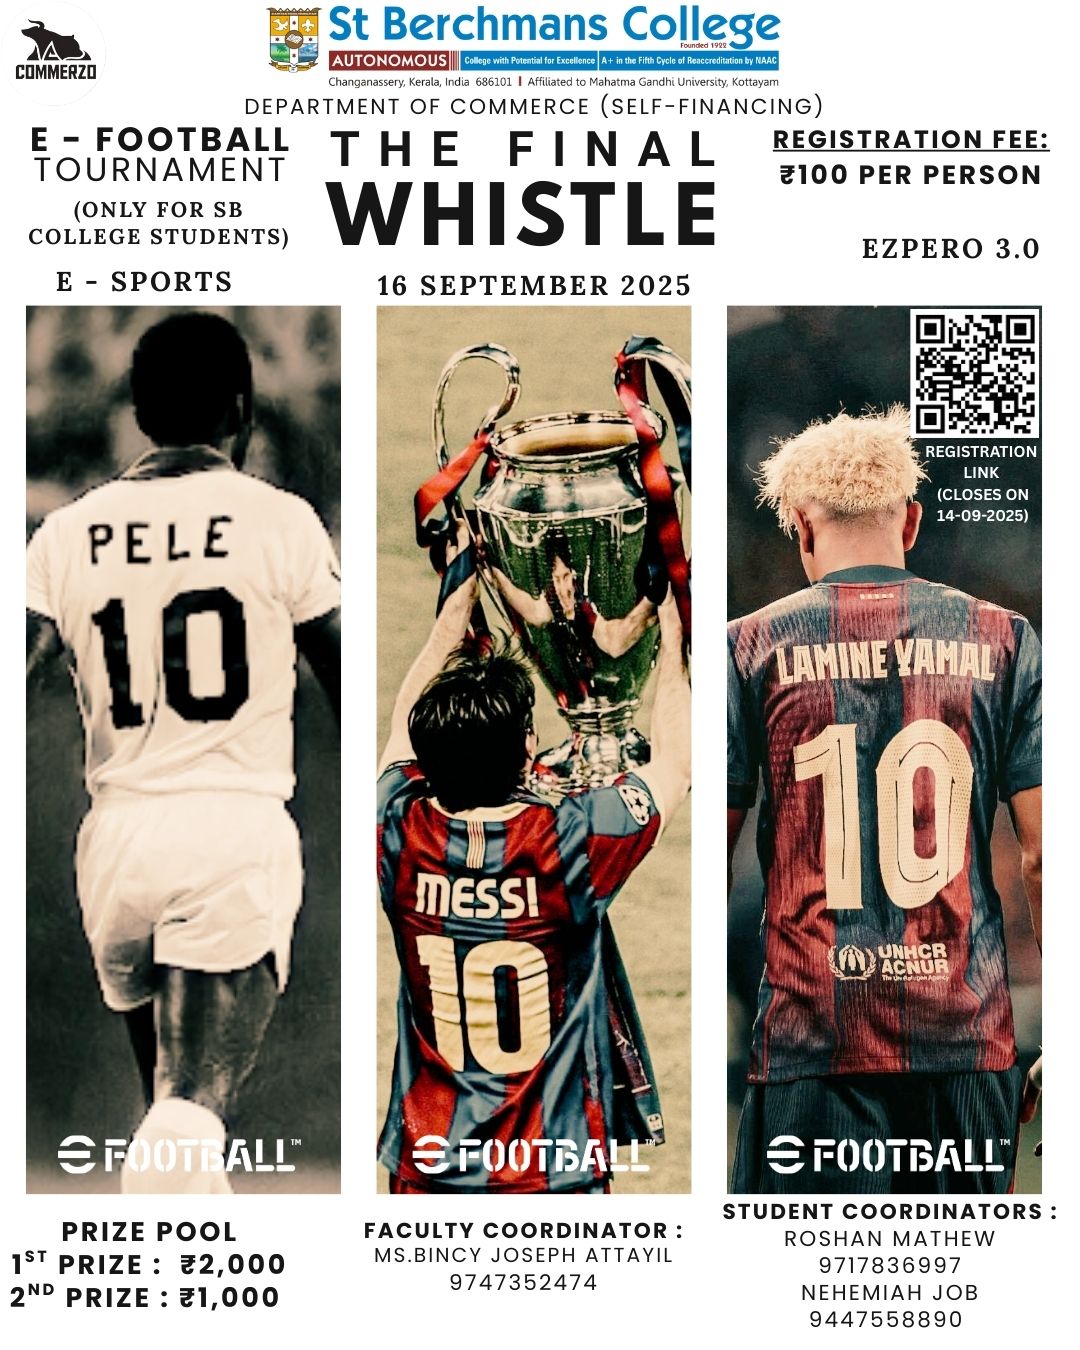 COMMERZO
St Berchmans College
Founded 1922
AUTONOMOUS College with Potential for Excellence A+ in the Fifth Cycle of Reaccreditation by NAAC
Changanassery, Kerala, India 686101 | Affiliated to Mahatma Gandhi University, Kottayam
DEPARTMENT OF COMMERCE (SELF-FINANCING)
E - FOOTBALL
TOURNAMENT
(ONLY FOR SB
COLLEGE STUDENTS)
E - SPORTS
THE FINAL
WHISTLE
16 SEPTEMBER 2025
REGISTRATION FEE:
₹100 PER PERSON
EZPERO 3.0
REGISTRATION
LINK
(CLOSES ON
14-09-2025)
PELE
10
MESSI
10
LAMINE YAMAL
10
UNHCR
ACNUR
The UN Refugee Agency
FOOTBALL™
FOOTBALL™
FOOTBALL™
PRIZE POOL
1ST PRIZE : ₹2,000
2ND PRIZE : ₹1,000
FACULTY COORDINATOR :
MS.BINCY JOSEPH ATTAYIL
9747352474
STUDENT COORDINATORS :
ROSHAN MATHEW
9717836997
NEHEMIAH JOB
9447558890